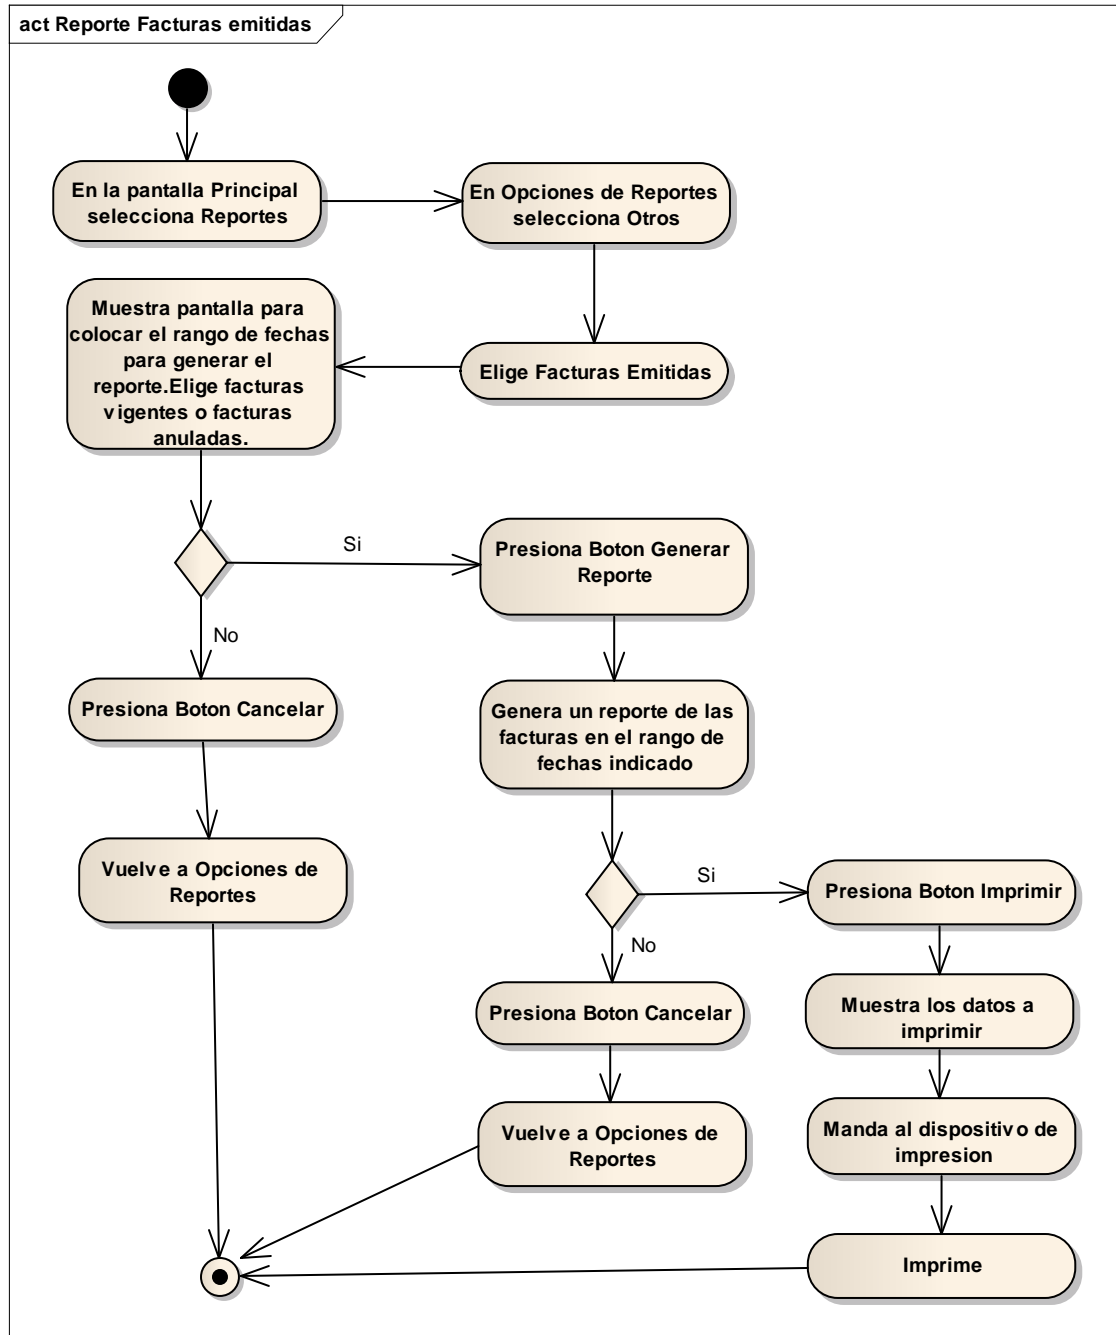 act Reporte Facturas emitidas
En la pantalla Principal
selecciona Reportes
En Opciones de Reportes
selecciona Otros
Muestra pantalla para
colocar el rango de fechas
para generar el
reporte.Elige facturas
vigentes o facturas
anuladas.
Elige Facturas Emitidas
Si
Presiona Boton Generar
Reporte
No
Presiona Boton Cancelar
Genera un reporte de las
facturas en el rango de
fechas indicado
Vuelve a Opciones de
Reportes
Si
Presiona Boton Imprimir
No
Presiona Boton Cancelar
Muestra los datos a
imprimir
Vuelve a Opciones de
Reportes
Manda al dispositivo de
impresion
Imprime